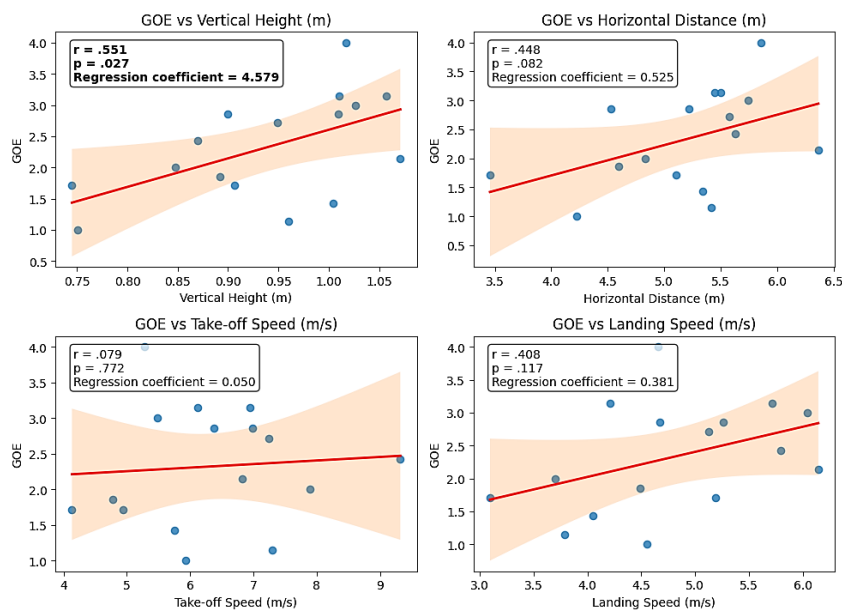 GOE vs Vertical Height (m)
r = .551
p = .027
Regression coefficient = 4.579
4.0
3.5
3.0
2.5
2.0
1.5
1.0
0.5
GOE
0.75
0.80
0.85
0.90
0.95
1.00
1.05
Vertical Height (m)
GOE vs Horizontal Distance (m)
r = .448
p = .082
Regression coefficient = 0.525
4.0
3.5
3.0
2.5
2.0
1.5
1.0
0.5
GOE
3.5
4.0
4.5
5.0
5.5
6.0
6.5
Horizontal Distance (m)
GOE vs Take-off Speed (m/s)
r = .079
p = .772
Regression coefficient = 0.050
4.0
3.5
3.0
2.5
2.0
1.5
1.0
GOE
4
5
6
7
8
9
Take-off Speed (m/s)
GOE vs Landing Speed (m/s)
r = .408
p = .117
Regression coefficient = 0.381
4.0
3.5
3.0
2.5
2.0
1.5
1.0
GOE
3.0
3.5
4.0
4.5
5.0
5.5
6.0
Landing Speed (m/s)